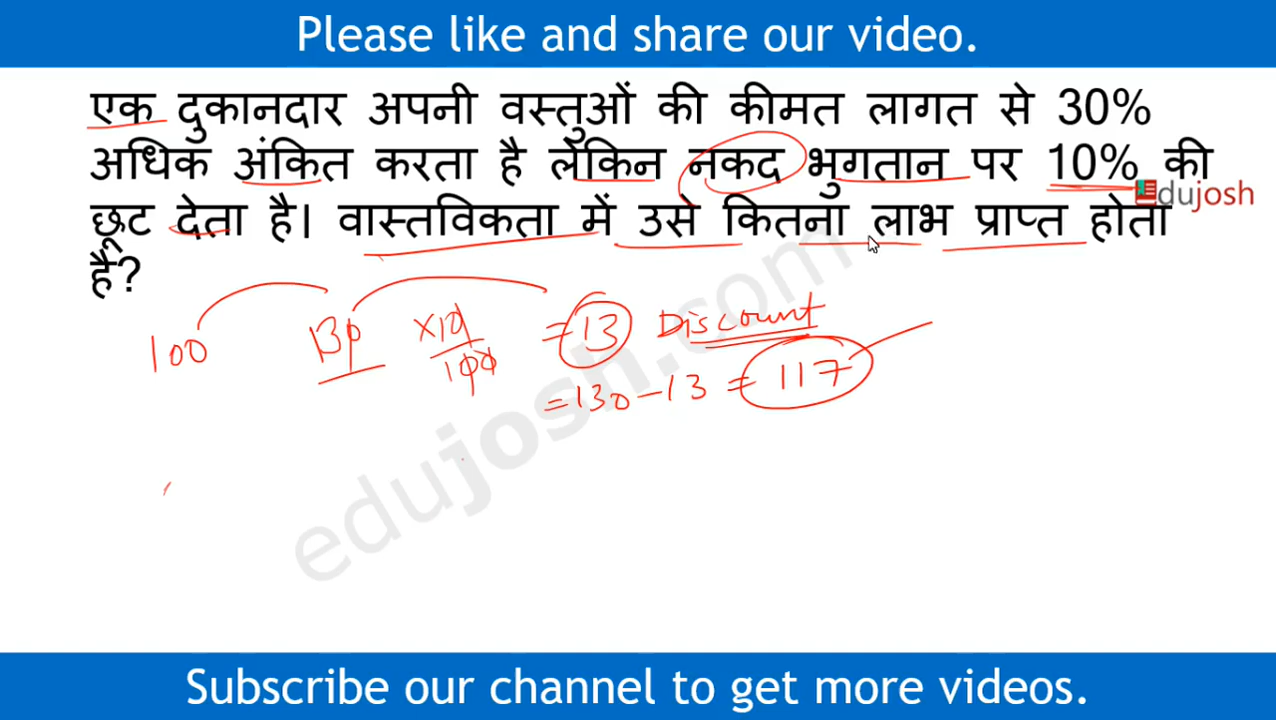 Please like and share our video.
एक दुकानदार अपनी वस्तुओं की कीमत लागत से 30%
अधिक अंकित करता है लेकिन नकद भुगतान पर 10% की
छूट देता है। वास्तविकता में उसे कितना लाभ प्राप्त होता
है?
edujosh
100 130 ×10/100 = 13 Discount
= 130 - 13 = 117
edujosh.com
Subscribe our channel to get more videos.